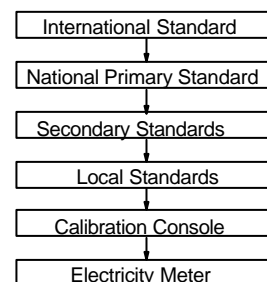 International Standard
National Primary Standard
Secondary Standards
Local Standards
Calibration Console
Electricity Meter